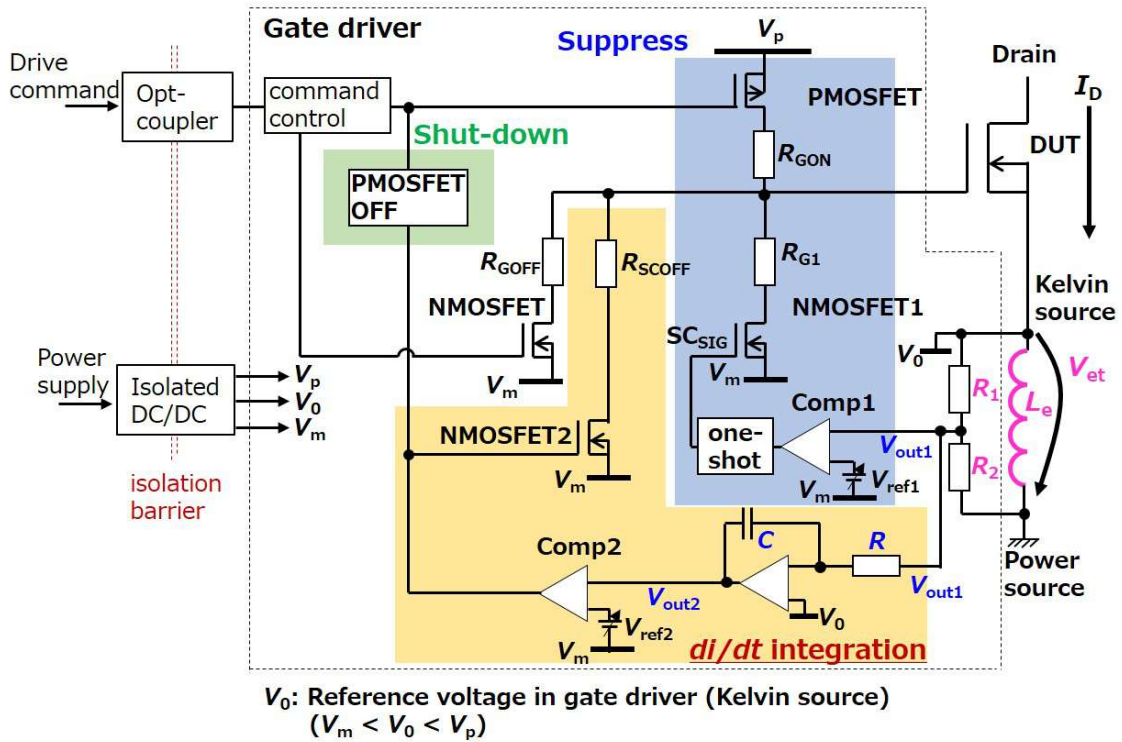 Gate driver
Suppress
Vp
Drive
command
Opt-
coupler
command
control
Drain
ID
PMOSFET
DUT
Shut-down
RGON
PMOSFET
OFF
RGOFF
RSCOFF
RG1
NMOSFET
NMOSFET1
Kelvin
source
SCSIG
V0
Vet
Power
supply
Isolated
DC/DC
Vp
V0
Vm
Vm
Vm
R1
Le
Comp1
NMOSFET2
one-
shot
Vout1
R2
isolation
barrier
Vm
Vm
Vref1
C
R
Comp2
Power
source
Vout2
Vout1
V0
Vref2
Vm
di/dt integration
V0: Reference voltage in gate driver (Kelvin source)
(Vm < V0 < Vp)